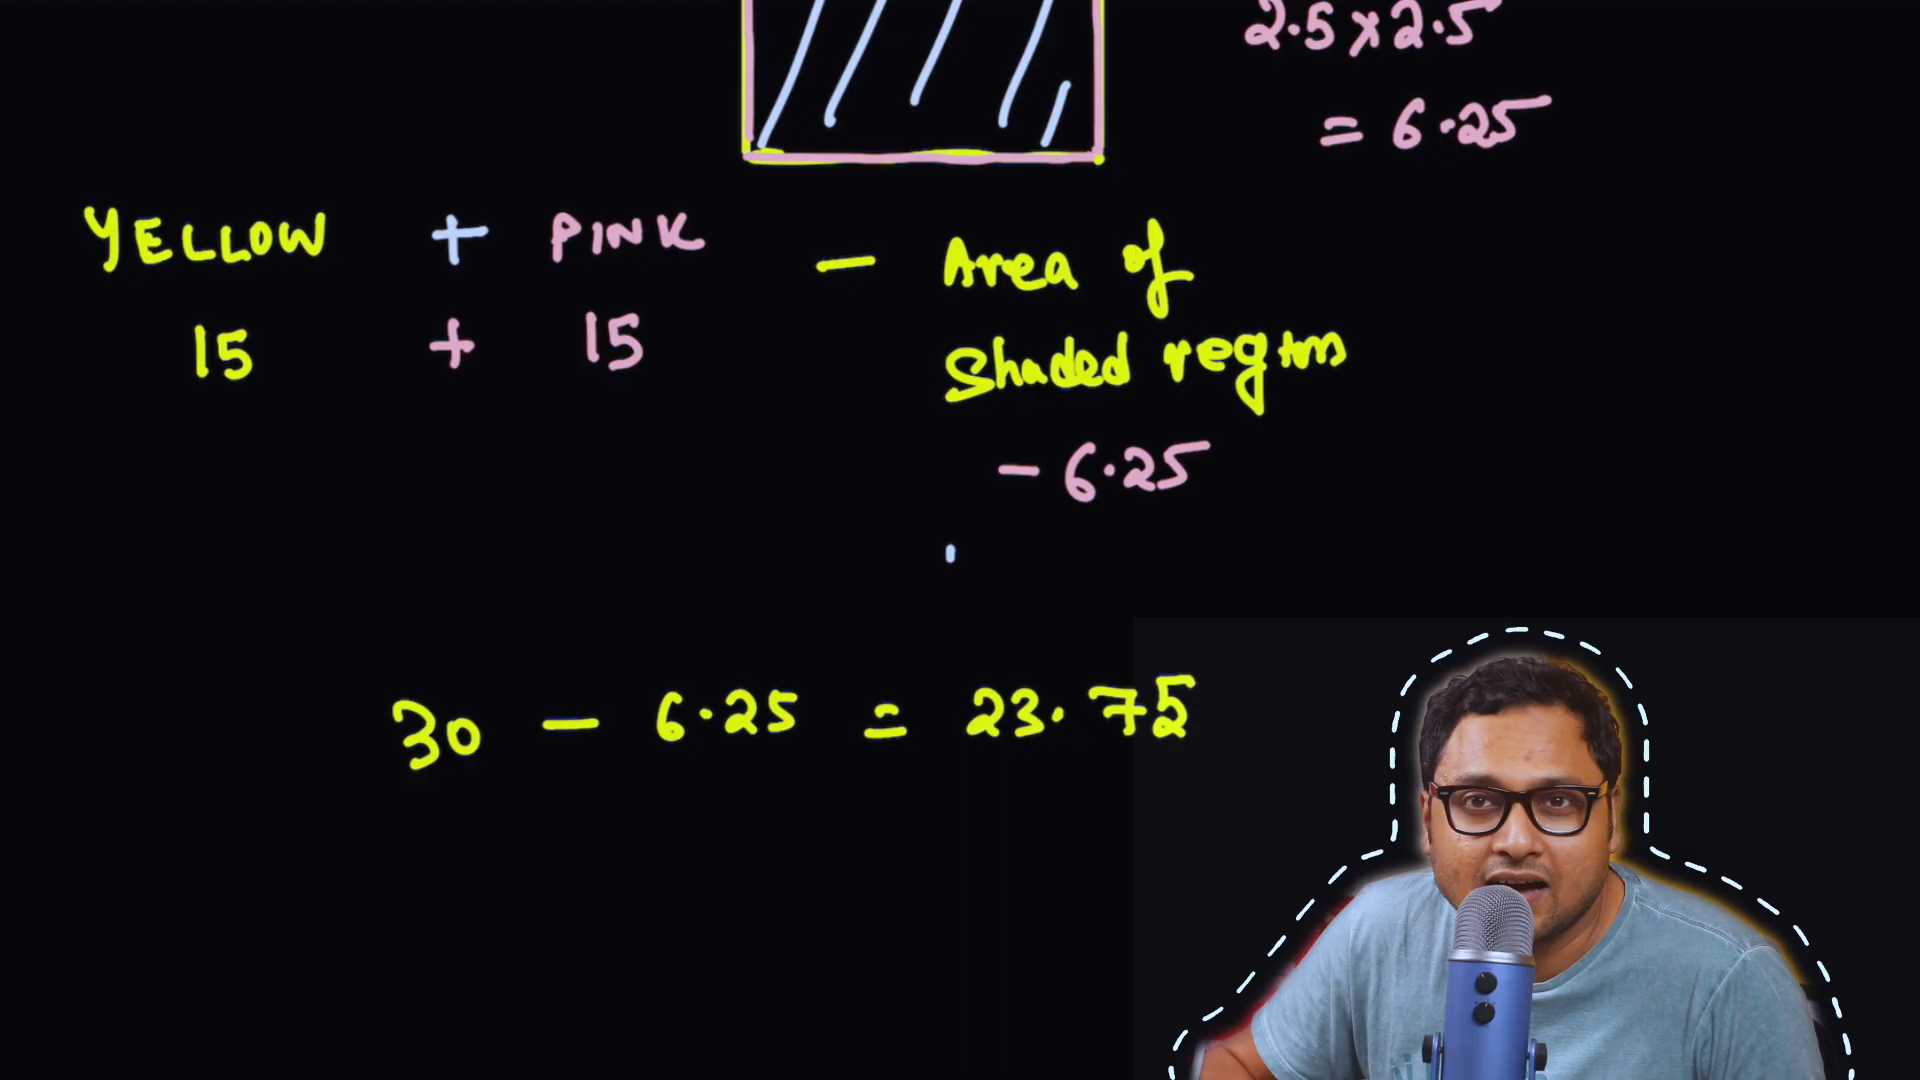 2.5 x 2.5
= 6.25
YELLOW + PINK - Area of
Shaded region
15 + 15
- 6.25
30 - 6.25 = 23.75